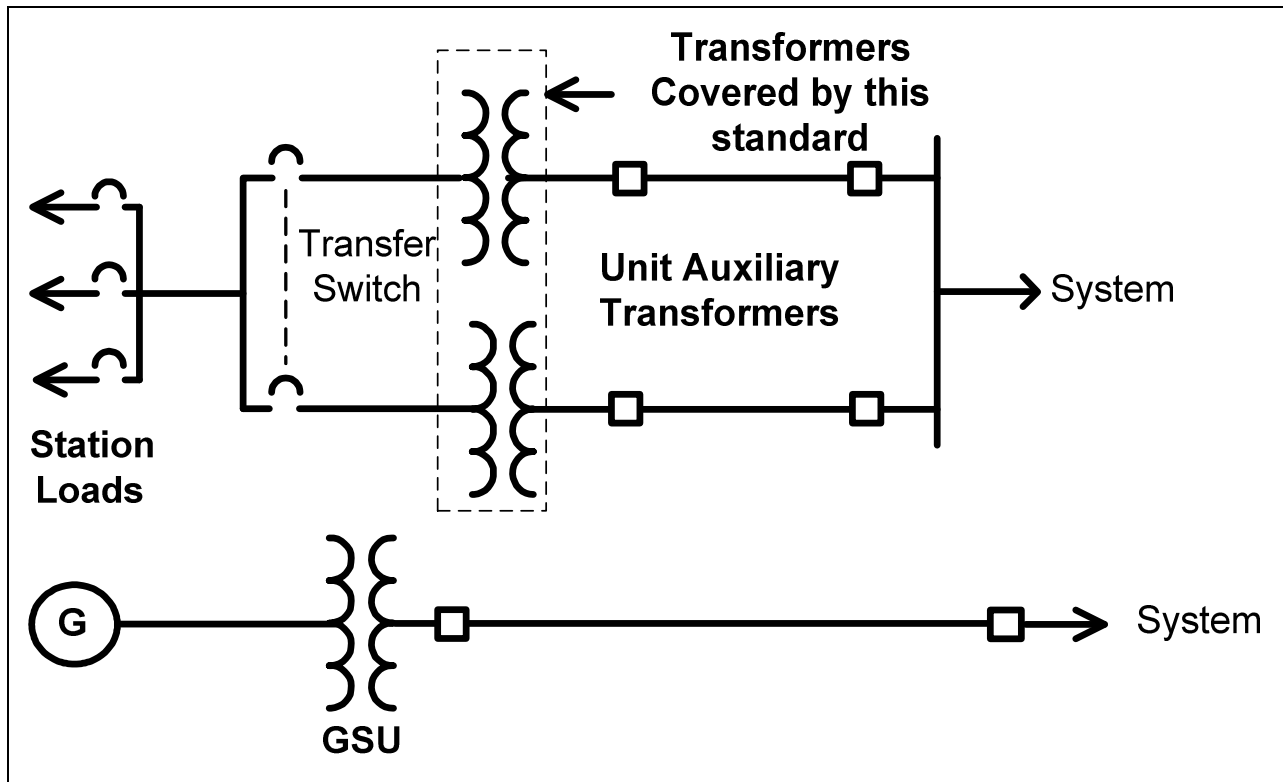 Transformers
Covered by this
standard
Transfer
Switch
Unit Auxiliary
Transformers
System
Station
Loads
G
System
GSU